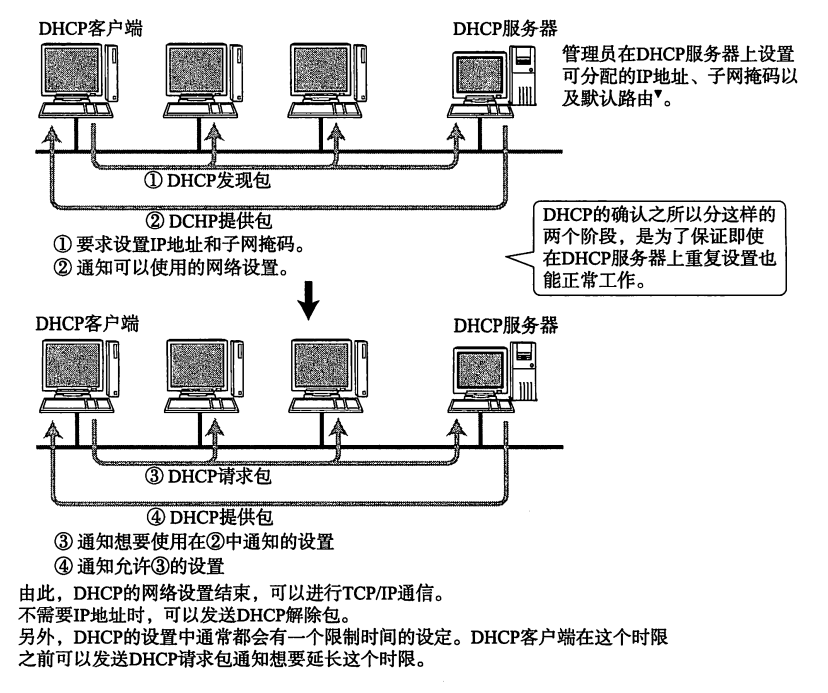 DHCP客户端
DHCP服务器
管理员在DHCP服务器上设置
可分配的IP地址、子网掩码以
及默认路由▼。
① DHCP发现包
② DCHP提供包
① 要求设置IP地址和子网掩码。
② 通知可以使用的网络设置。
DHCP的确认之所以分这样的
两个阶段，是为了保证即使
在DHCP服务器上重复设置也
能正常工作。
DHCP客户端
DHCP服务器
③ DHCP请求包
④ DHCP提供包
③ 通知想要使用在②中通知的设置
④ 通知允许③的设置
由此，DHCP的网络设置结束，可以进行TCP/IP通信。
不需要IP地址时，可以发送DHCP解除包。
另外，DHCP的设置中通常都会有一个限制时间的设定。DHCP客户端在这个时限
之前可以发送DHCP请求包通知想要延长这个时限。